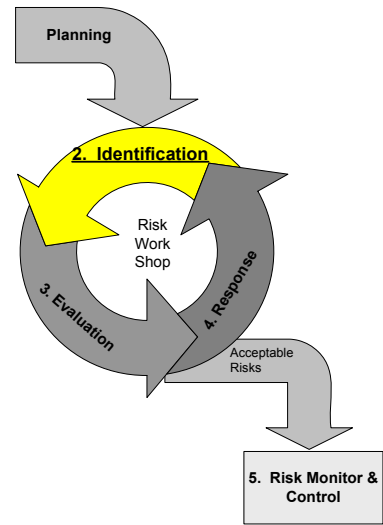 Planning
2. Identification
Risk
Work
Shop
3. Evaluation
4. Response
Acceptable
Risks
5. Risk Monitor &
Control